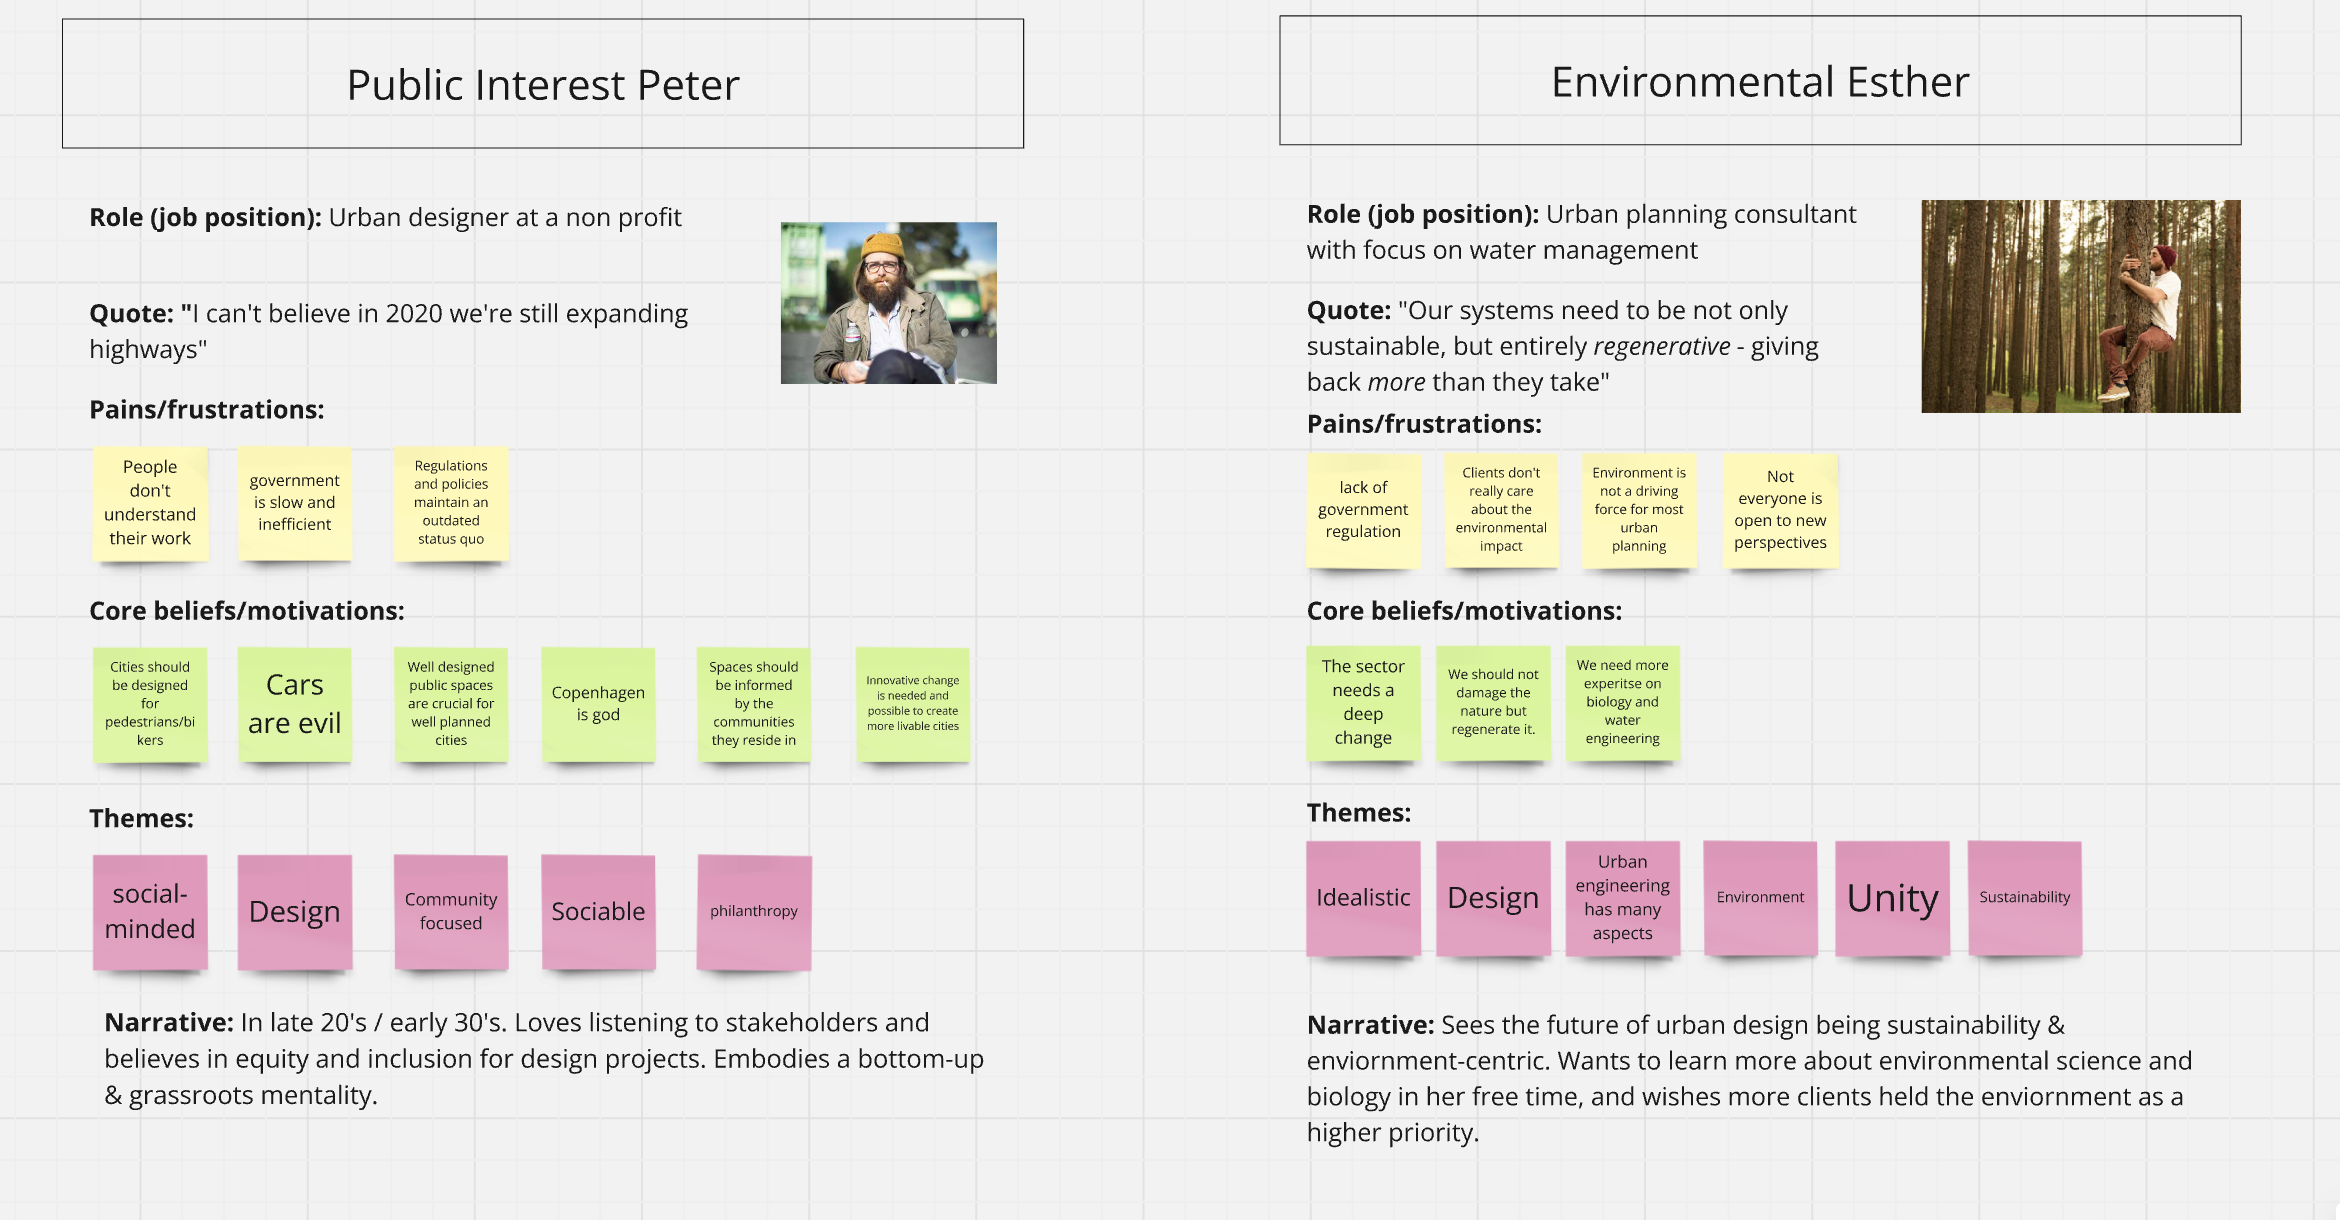 Public Interest Peter
Role (job position): Urban designer at a non profit
Quote: "I can't believe in 2020 we're still expanding
highways"
Pains/frustrations:
People
don't
understand
their work
government
is slow and
inefficient
Regulations
and policies
maintain an
outdated
status quo
Core beliefs/motivations:
Cities should
be designed
for
pedestrians/bi
kers
Cars
are evil
Well designed
public spaces
are crucial for
well planned
cities
Copenhagen
is god
Spaces should
be informed
by the
communities
they reside in
Innovative change
is needed and
possible to create
more livable cities
Themes:
social-
minded
Design
Community
focused
Sociable
philanthropy
Narrative: In late 20's / early 30's. Loves listening to stakeholders and
believes in equity and inclusion for design projects. Embodies a bottom-up
& grassroots mentality.
Environmental Esther
Role (job position): Urban planning consultant
with focus on water management
Quote: "Our systems need to be not only
sustainable, but entirely regenerative - giving
back more than they take"
Pains/frustrations:
lack of
government
regulation
Clients don't
really care
about the
environmental
impact
Environment is
not a driving
force for most
urban
planning
Not
everyone is
open to new
perspectives
Core beliefs/motivations:
The sector
needs a
deep
change
We should not
damage the
nature but
regenerate it.
We need more
experitse on
biology and
water
engineering
Themes:
Idealistic
Design
Urban
engineering
has many
aspects
Environment
Unity
Sustainability
Narrative: Sees the future of urban design being sustainability &
enviornment-centric. Wants to learn more about environmental science and
biology in her free time, and wishes more clients held the enviornment as a
higher priority.